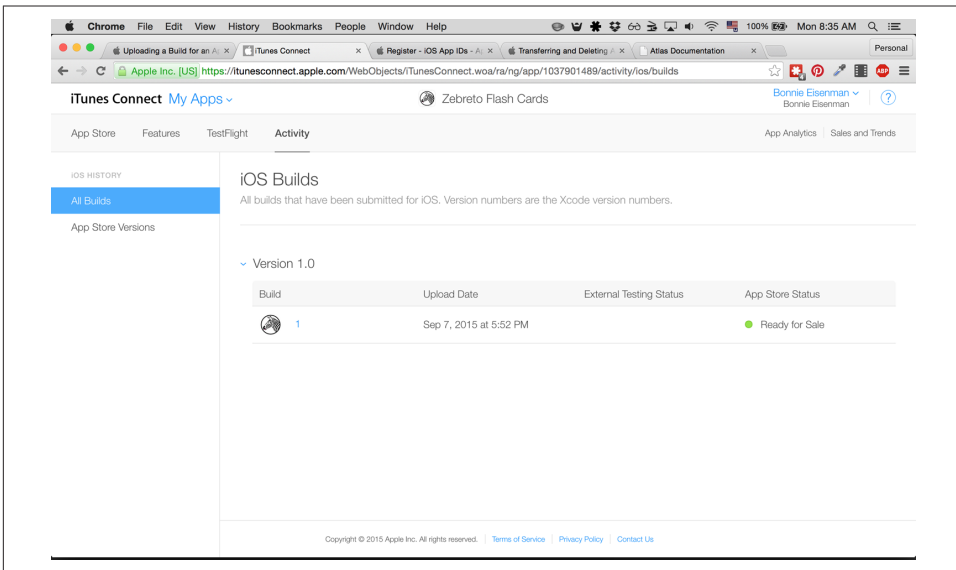 Chrome File Edit View History Bookmarks People Window Help 100% Mon 8:35 AM
Uploading a Build for an A iTunes Connect Register - iOS App IDs - A Transferring and Deleting A Atlas Documentation Personal
Apple Inc. [US] https://itunesconnect.apple.com/WebObjects/iTunesConnect.woa/ra/ng/app/1037901489/activity/ios/builds ABP
iTunes Connect My Apps Zebreto Flash Cards Bonnie Eisenman ?
Bonnie Eisenman
App Store Features TestFlight Activity App Analytics Sales and Trends
iOS HISTORY
All Builds
App Store Versions
iOS Builds
All builds that have been submitted for iOS. Version numbers are the Xcode version numbers.
Version 1.0
Build Upload Date External Testing Status App Store Status
1 Sep 7, 2015 at 5:52 PM Ready for Sale
Copyright © 2015 Apple Inc. All rights reserved. Terms of Service Privacy Policy Contact Us